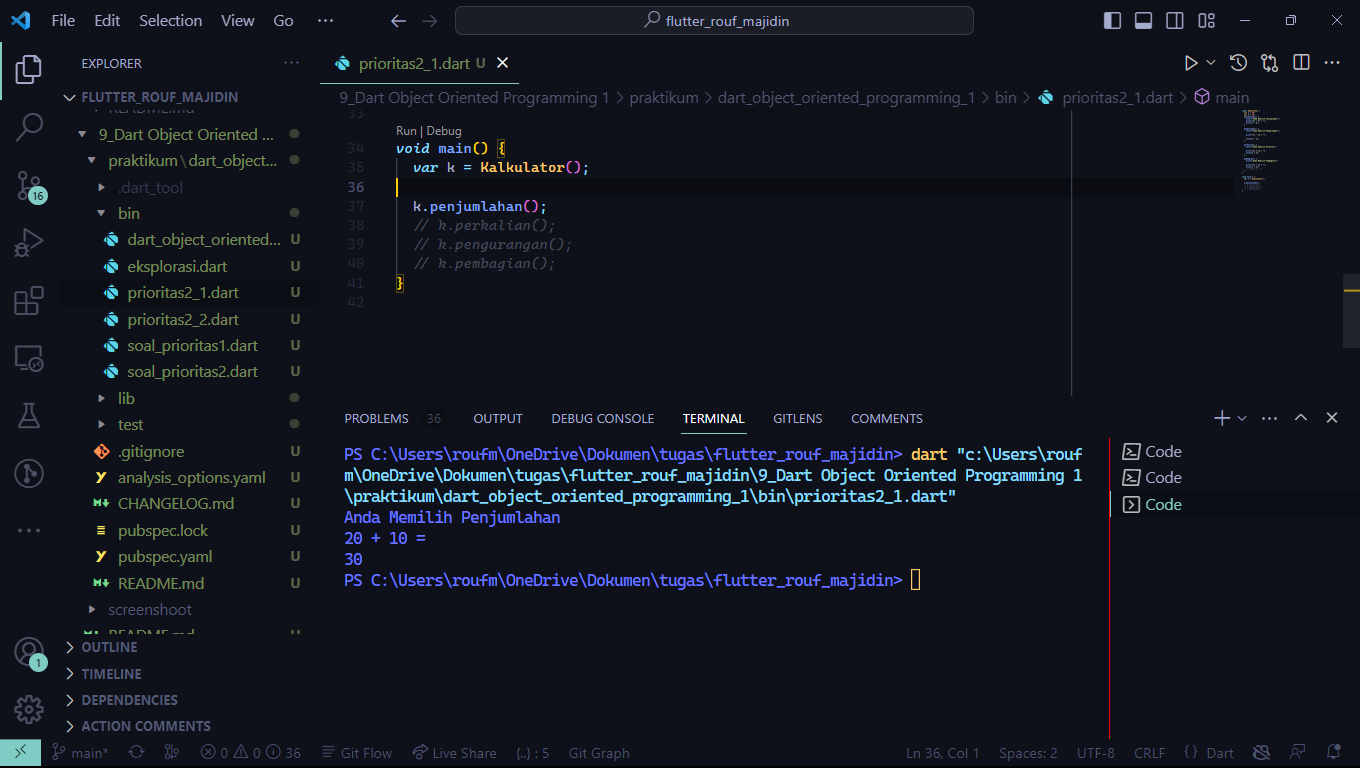 File Edit Selection View Go ··· flutter_rouf_majidin
EXPLORER ···
FLUTTER_ROUF_MAJIDIN
README.md
9_Dart Object Oriented ...
praktikum\dart_object...
.dart_tool
bin
dart_object_oriented... U
eksplorasi.dart U
prioritas2_1.dart U
prioritas2_2.dart U
soal_prioritas1.dart U
soal_prioritas2.dart U
lib
test
.gitignore U
analysis_options.yaml U
CHANGELOG.md U
pubspec.lock U
pubspec.yaml U
README.md U
screenshoot
README.md U
OUTLINE
TIMELINE
DEPENDENCIES
ACTION COMMENTS
16
1
prioritas2_1.dart U
9_Dart Object Oriented Programming 1 > praktikum > dart_object_oriented_programming_1 > bin > prioritas2_1.dart > main
33
Run | Debug
34 void main() {
35 var k = Kalkulator();
36
37 k.penjumlahan();
38 // k.perkalian();
39 // k.pengurangan();
40 // k.pembagian();
41 }
42
PROBLEMS 36 OUTPUT DEBUG CONSOLE TERMINAL GITLENS COMMENTS
PS C:\Users\roufm\OneDrive\Dokumen\tugas\flutter_rouf_majidin> dart "c:\Users\rouf
m\OneDrive\Dokumen\tugas\flutter_rouf_majidin\9_Dart Object Oriented Programming 1
\praktikum\dart_object_oriented_programming_1\bin\prioritas2_1.dart"
Anda Memilih Penjumlahan
20 + 10 =
30
PS C:\Users\roufm\OneDrive\Dokumen\tugas\flutter_rouf_majidin>
Code
Code
Code
main* 0 0 36 Git Flow Live Share {..} : 5 Git Graph Ln 36, Col 1 Spaces: 2 UTF-8 CRLF {} Dart